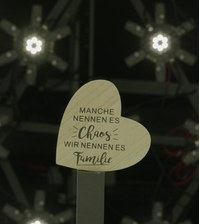 MANCHE
NENNEN ES
Chaos
WIR NENNEN ES
Familie